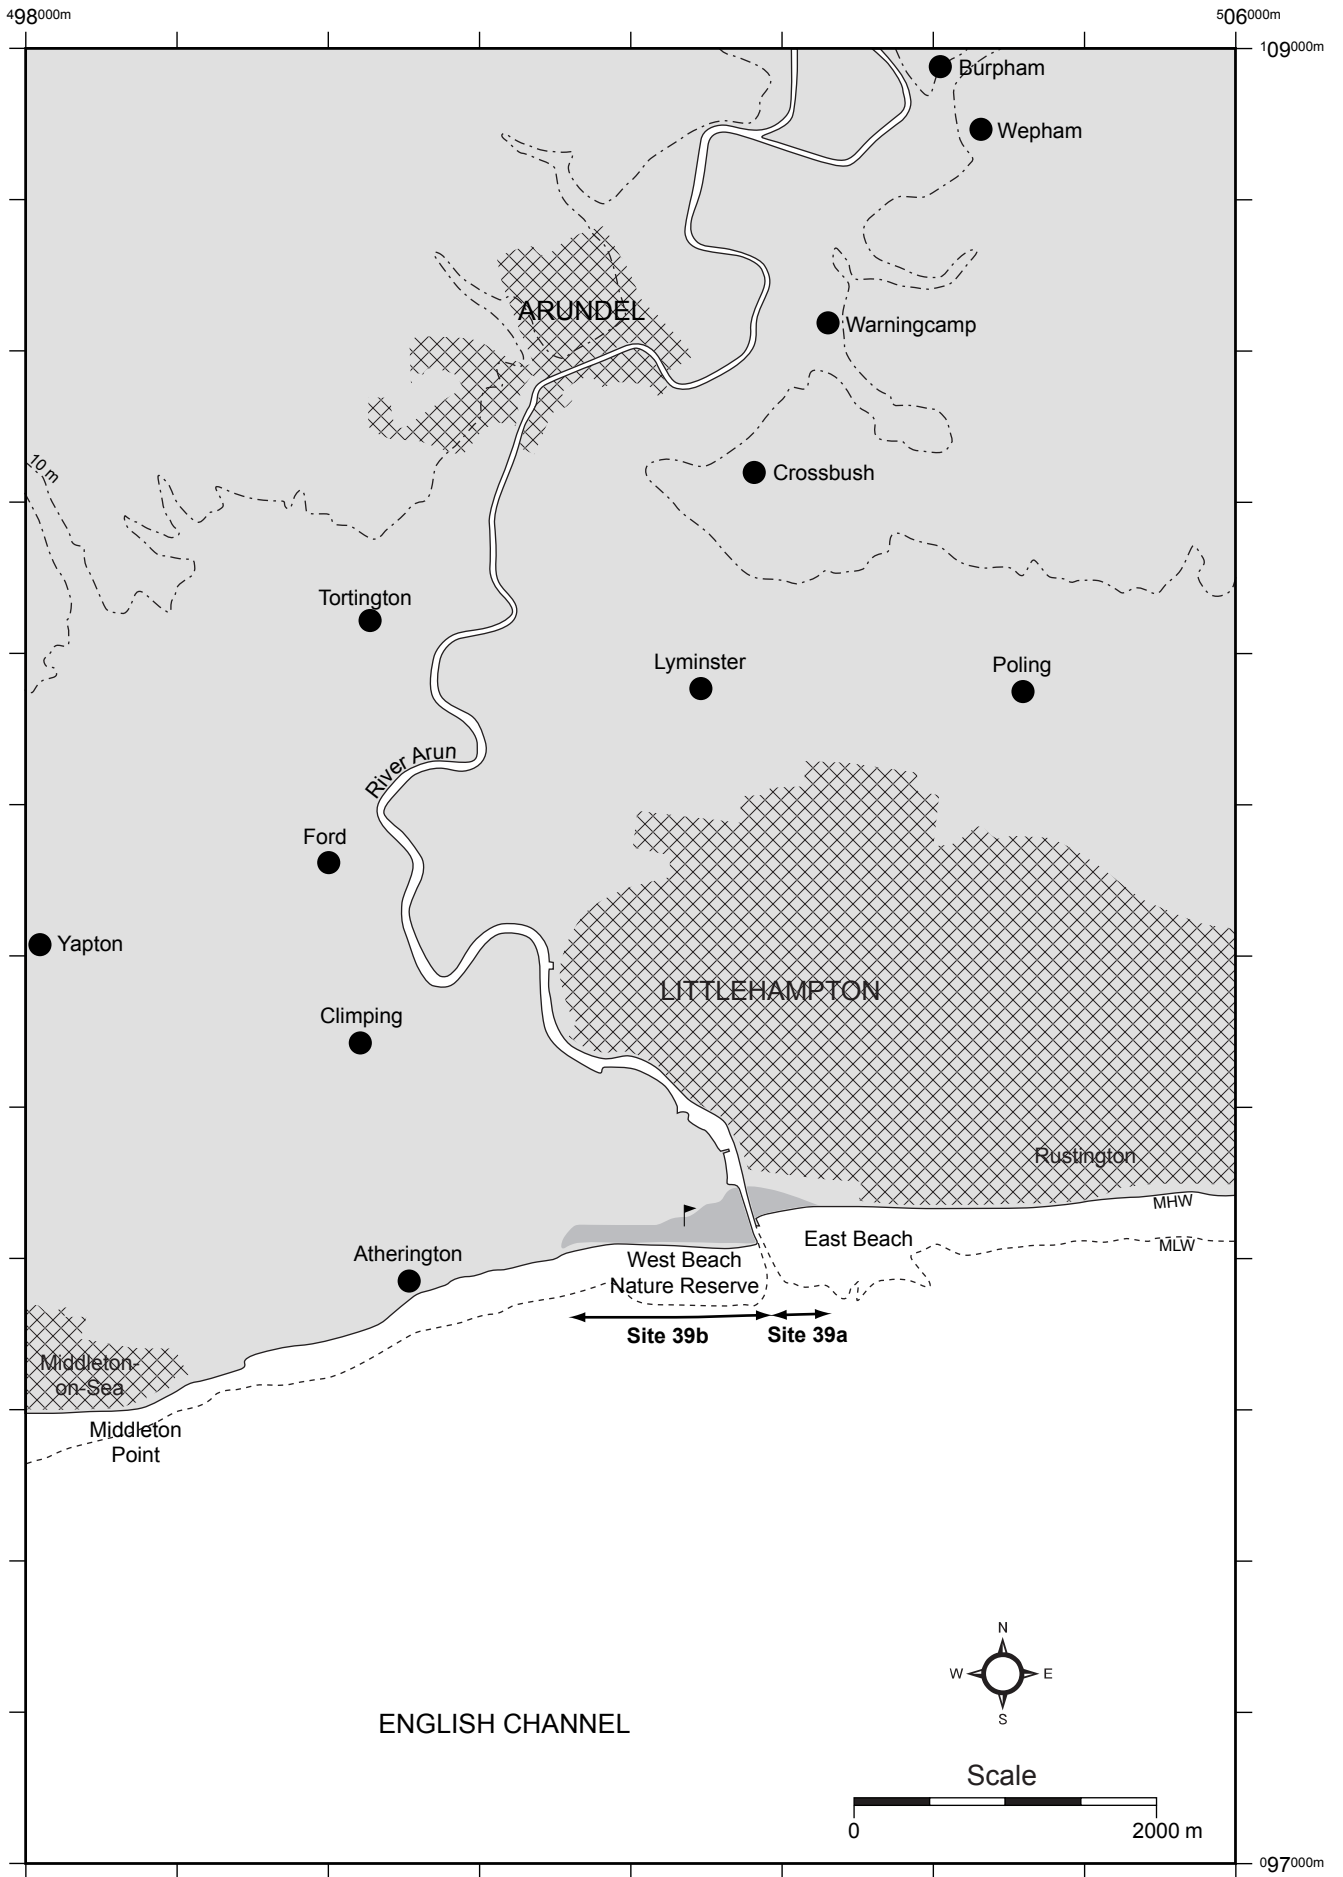 498000m
506000m
109000m
Burpham
Wepham
ARUNDEL
Warningcamp
10 m
Crossbush
Tortington
Lyminster
Poling
River Arun
Ford
Yapton
LITTLEHAMPTON
Climping
Rustington
MHW
East Beach
MLW
Atherington
West Beach
Nature Reserve
Site 39b
Site 39a
Middleton-
on-Sea
Middleton
Point
N
W
E
S
ENGLISH CHANNEL
Scale
0
2000 m
097000m